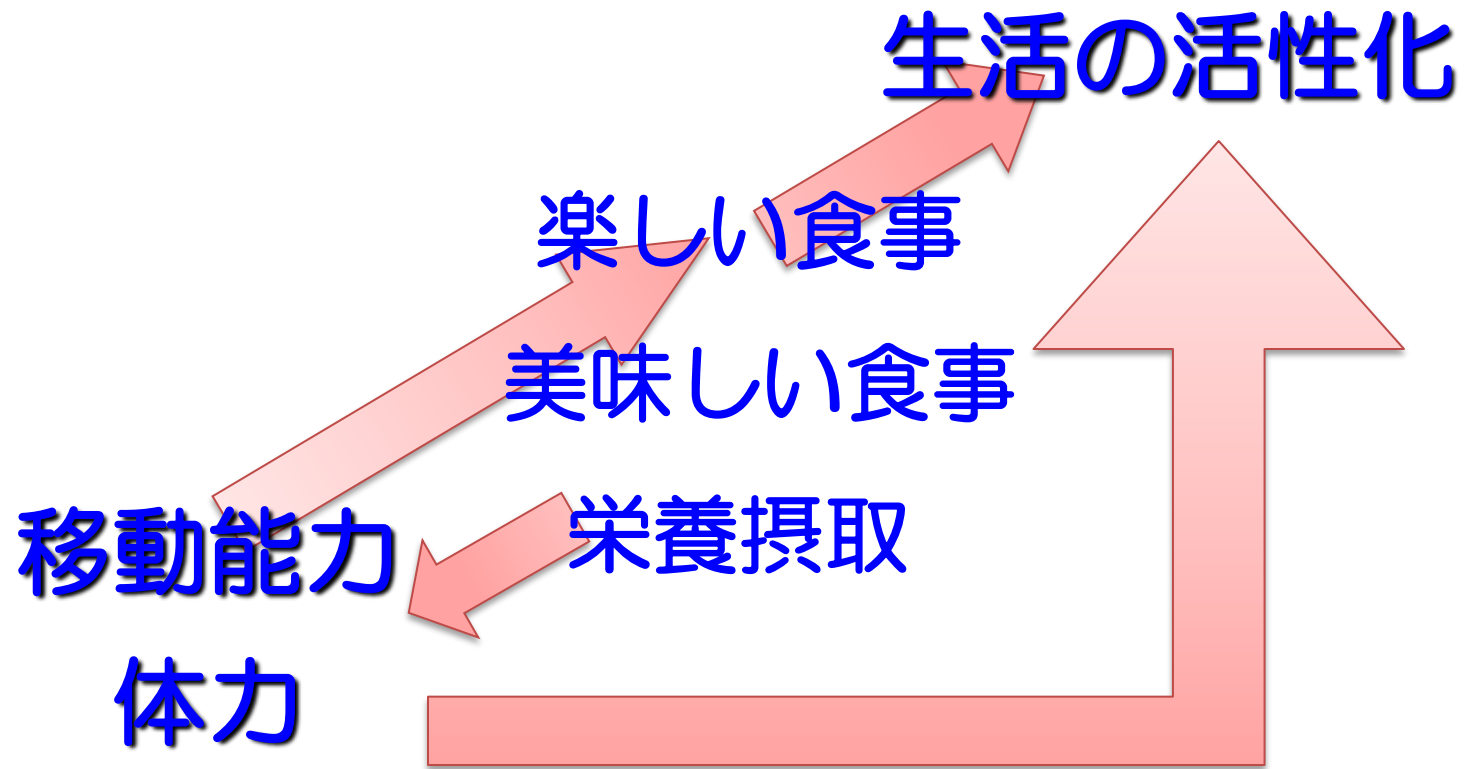 生活の活性化
楽しい食事
美味しい食事
栄養摂取
移動能力
体力